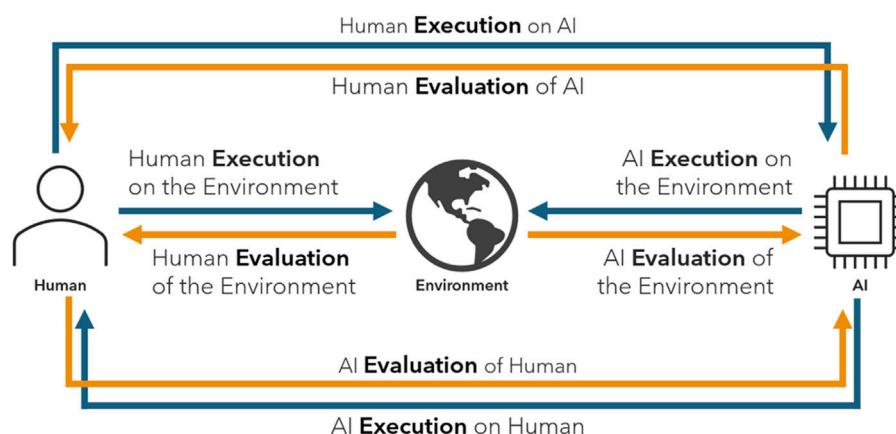 Human Execution on AI
Human Evaluation of AI
Human Execution
on the Environment
AI Execution on
the Environment
Human Evaluation
of the Environment
AI Evaluation of
the Environment
Human
Environment
AI
AI Evaluation of Human
AI Execution on Human